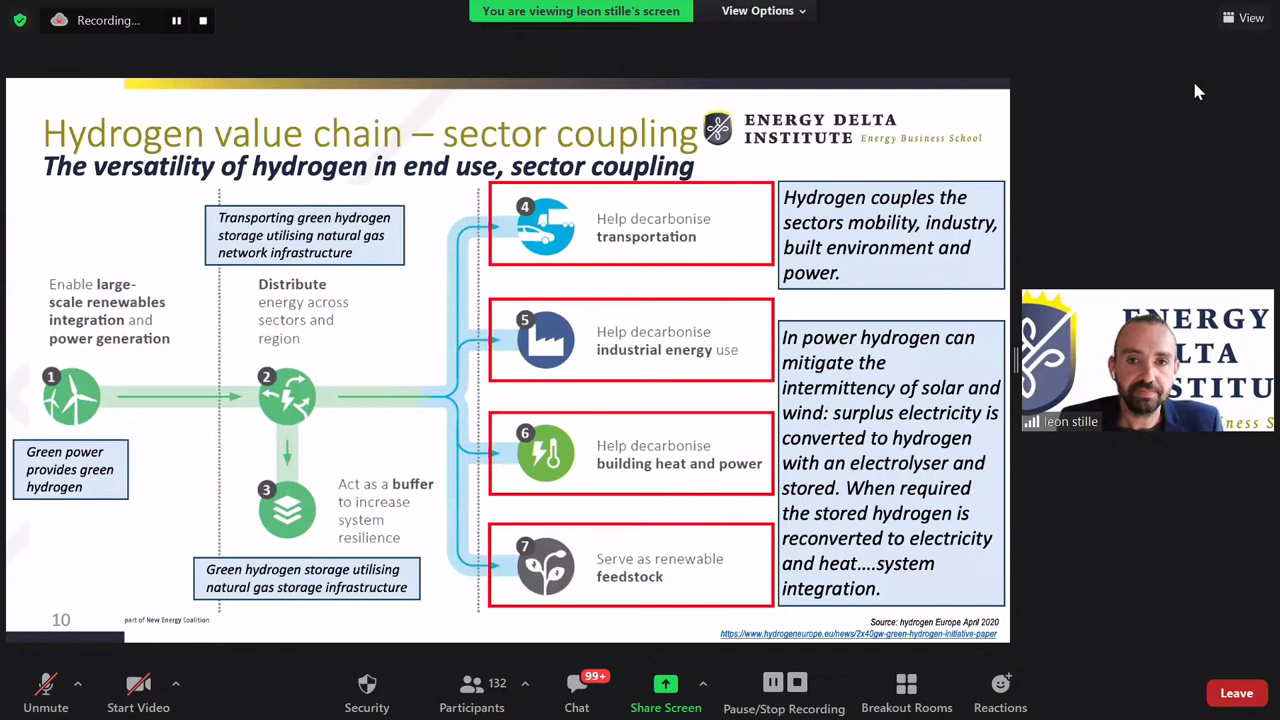 Recording...
You are viewing leon stille's screen
View Options
View
Hydrogen value chain – sector coupling
The versatility of hydrogen in end use, sector coupling
ENERGY DELTA
INSTITUTE Energy Business School
Transporting green hydrogen
storage utilising natural gas
network infrastructure
Enable large-
scale renewables
integration and
power generation
Distribute
energy across
sectors and
region
1
2
Green power
provides green
hydrogen
3
Act as a buffer
to increase
system
resilience
Green hydrogen storage utilising
natural gas storage infrastructure
4
Help decarbonise
transportation
5
Help decarbonise
industrial energy use
6
Help decarbonise
building heat and power
7
Serve as renewable
feedstock
Hydrogen couples the
sectors mobility, industry,
built environment and
power.
In power hydrogen can
mitigate the
intermittency of solar and
wind: surplus electricity is
converted to hydrogen
with an electrolyser and
stored. When required
the stored hydrogen is
reconverted to electricity
and heat....system
integration.
10
part of New Energy Coalition
Source: hydrogen Europe April 2020
https://www.hydrogeneurope.eu/news/2x40gw-green-hydrogen-initiative-paper
ENERGY
leon stille
Unmute
Start Video
Security
132
Participants
99+
Chat
Share Screen
Pause/Stop Recording
Breakout Rooms
Reactions
Leave